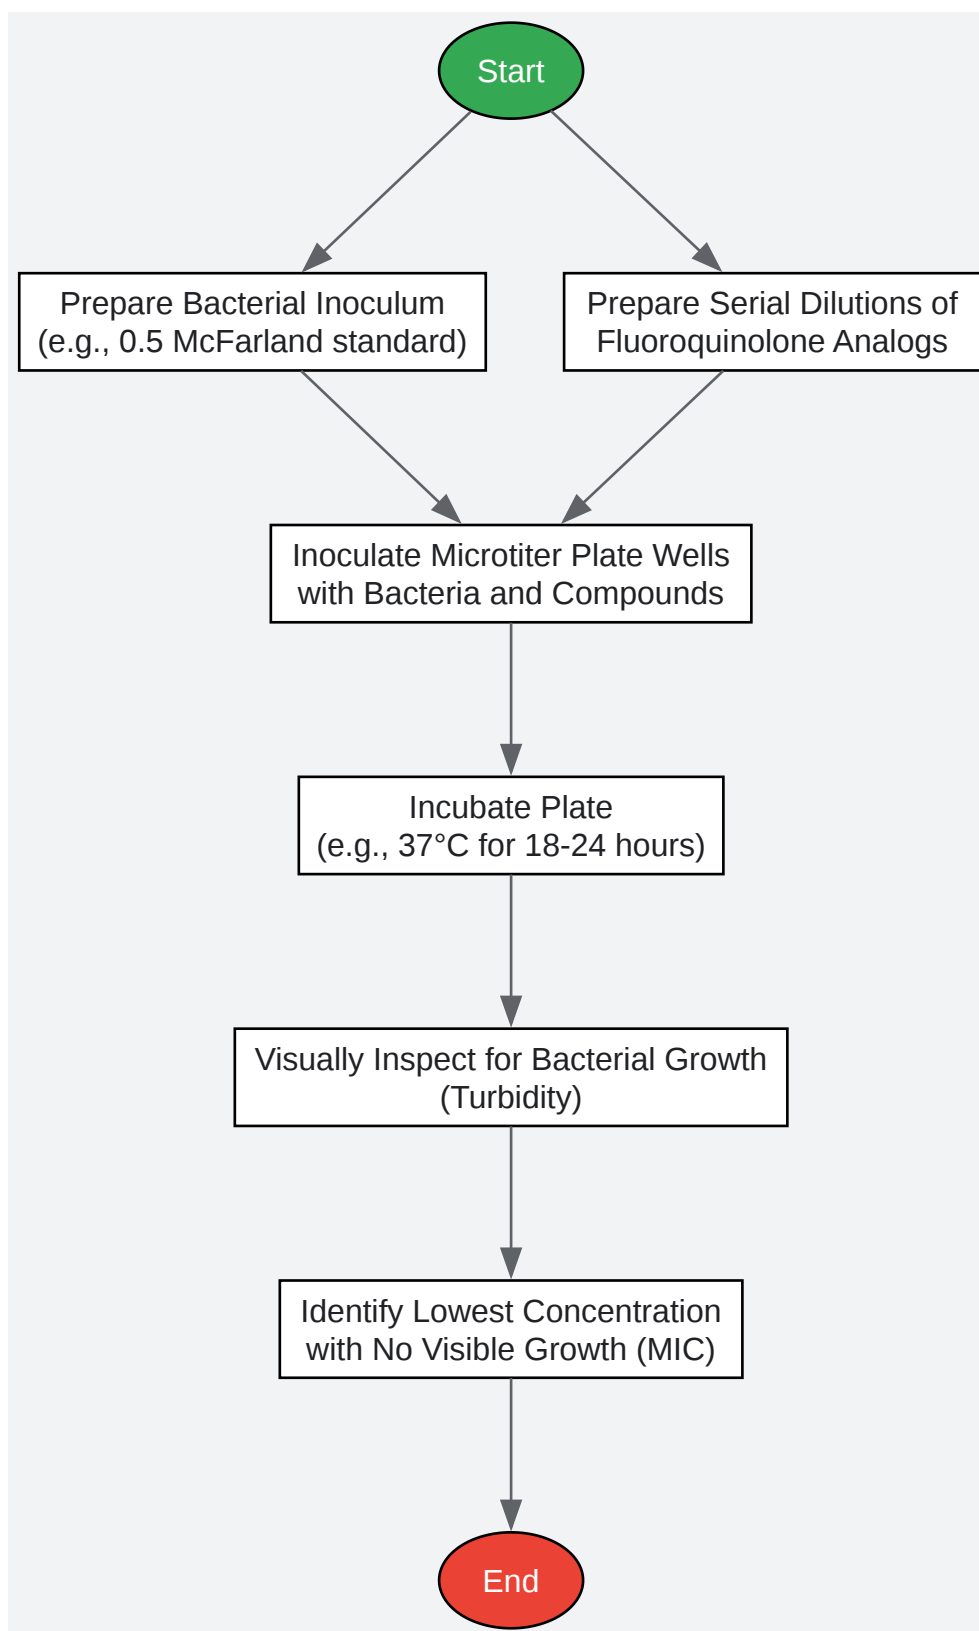 Start
Prepare Bacterial Inoculum
(e.g., 0.5 McFarland standard)
Prepare Serial Dilutions of
Fluoroquinolone Analogs
Inoculate Microtiter Plate Wells
with Bacteria and Compounds
Incubate Plate
(e.g., 37°C for 18-24 hours)
Visually Inspect for Bacterial Growth
(Turbidity)
Identify Lowest Concentration
with No Visible Growth (MIC)
End